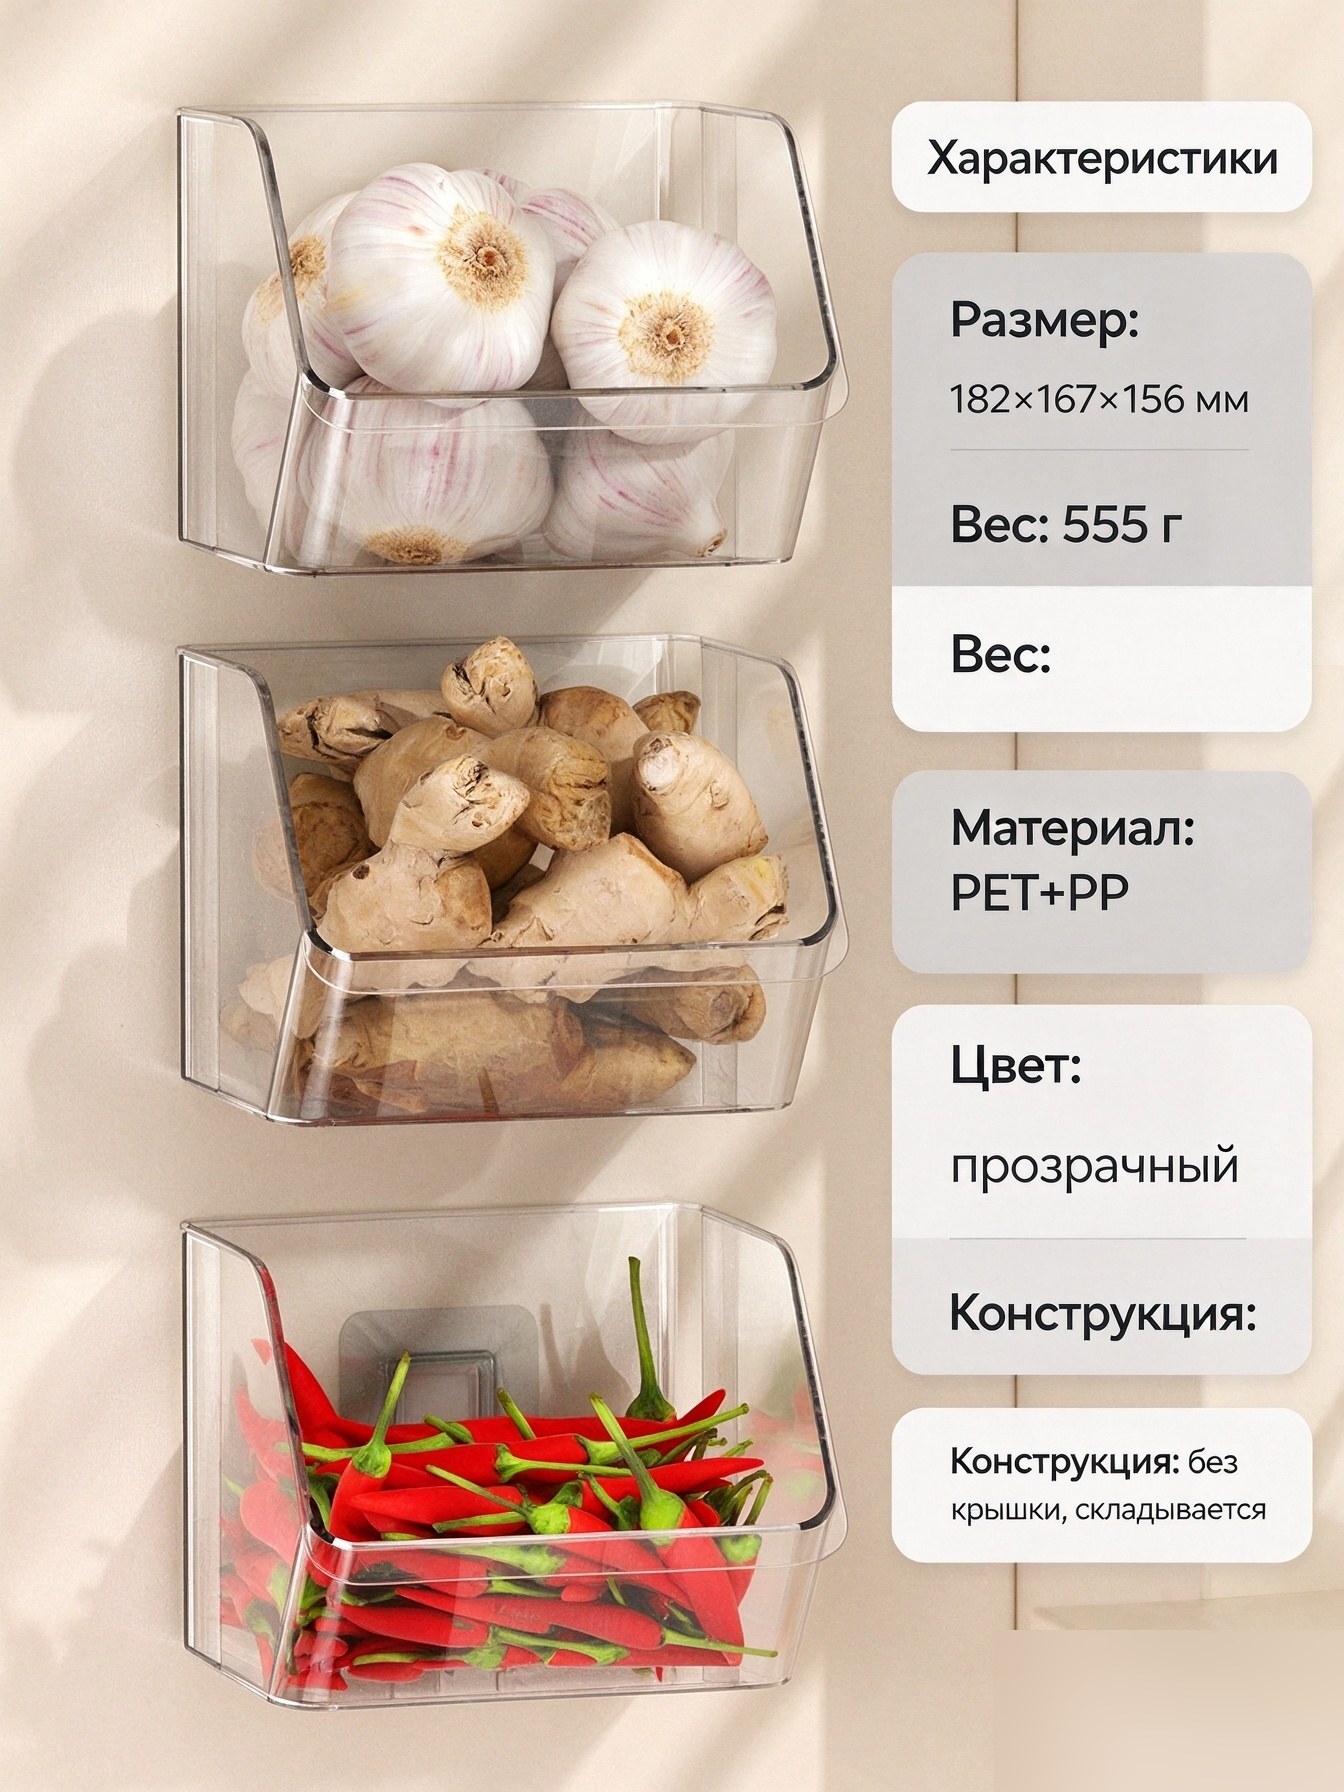 Характеристики
Размер:
182×167×156 мм
Вес: 555 г
Вес:
Материал:
PET+PP
Цвет:
прозрачный
Конструкция:
Конструкция: без
крышки, складывается